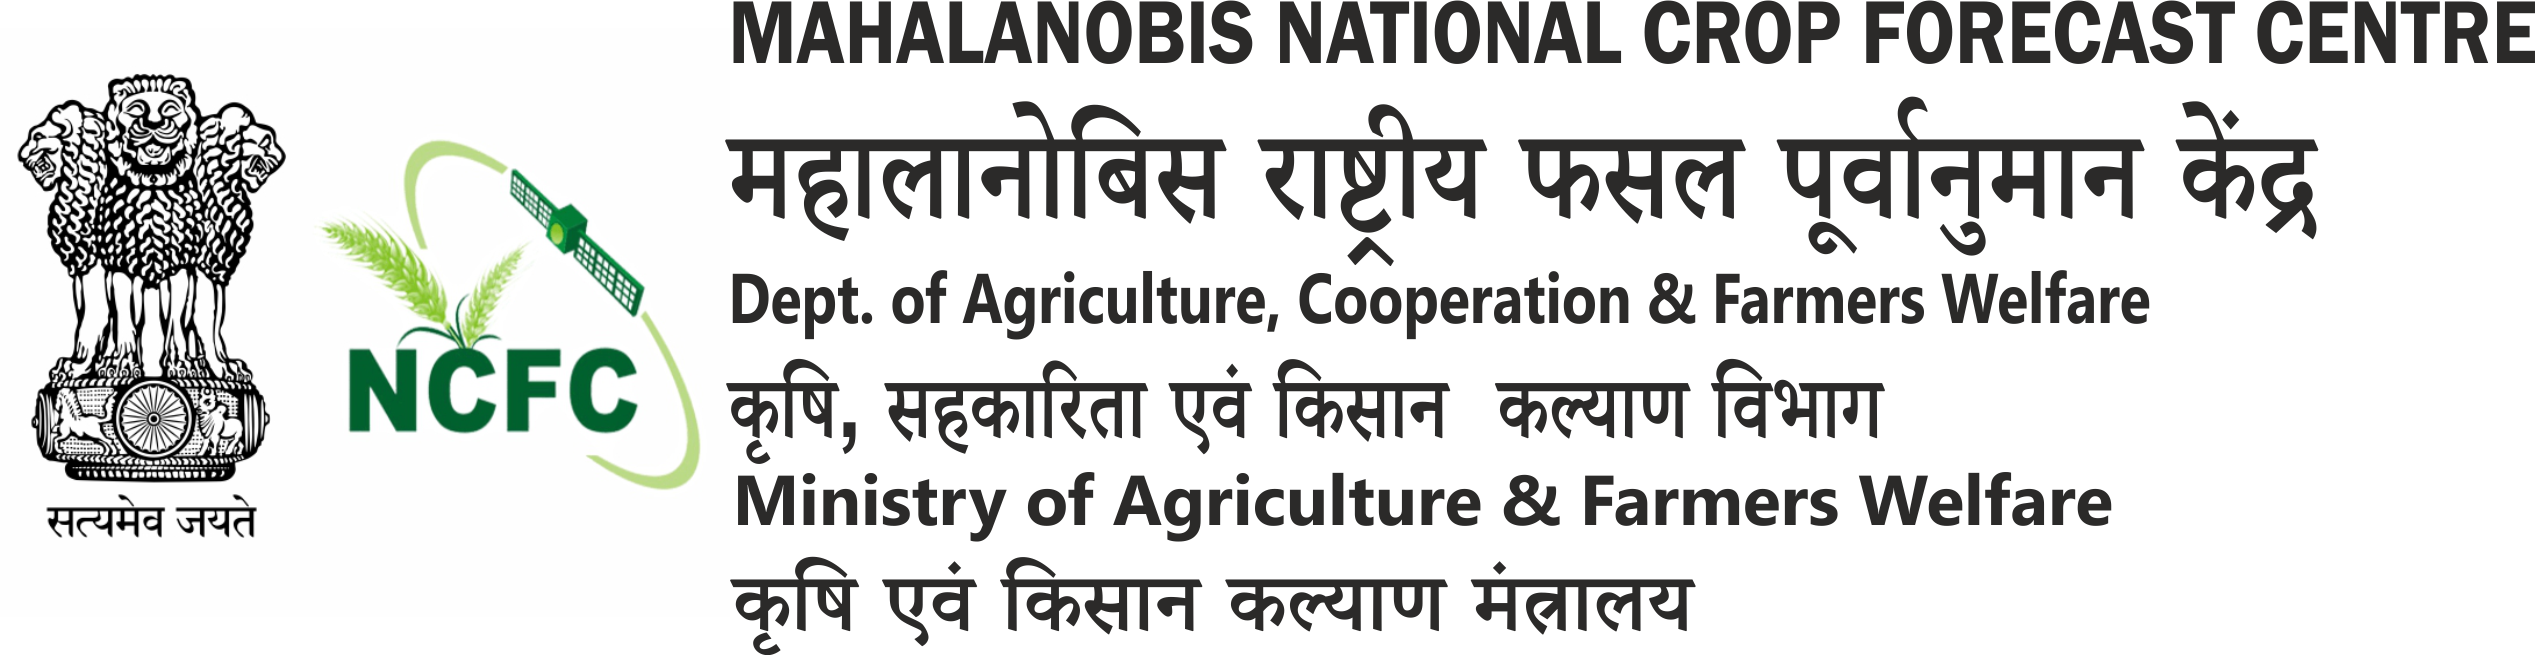 सत्यमेव जयते
NCFC
MAHALANOBIS NATIONAL CROP FORECAST CENTRE
महालानोबिस राष्ट्रीय फसल पूर्वानुमान केंद्र
Dept. of Agriculture, Cooperation & Farmers Welfare
कृषि, सहकारिता एवं किसान कल्याण विभाग
Ministry of Agriculture & Farmers Welfare
कृषि एवं किसान कल्याण मंत्रालय